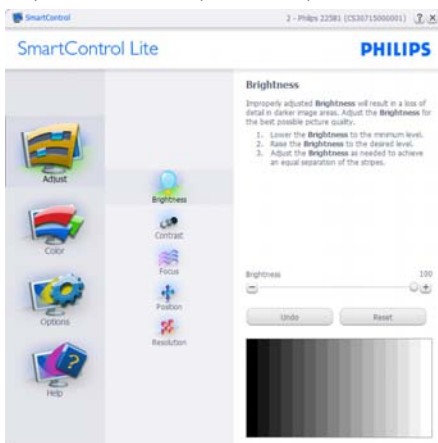 SmartControl
2 - Philips 225B1 (CS30715000001)
? X
SmartControl Lite
PHILIPS
Adjust
Color
Options
Help
Brightness
Contrast
Focus
Position
Resolution
Brightness
Improperly adjusted Brightness will result in a loss of
detail in darker image areas. Adjust the Brightness for
the best possible picture quality.
1. Lower the Brightness to the minimum level.
2. Raise the Brightness to the desired level.
3. Adjust the Brightness as needed to achieve
an equal separation of the stripes.
Brightness 100
Undo Reset